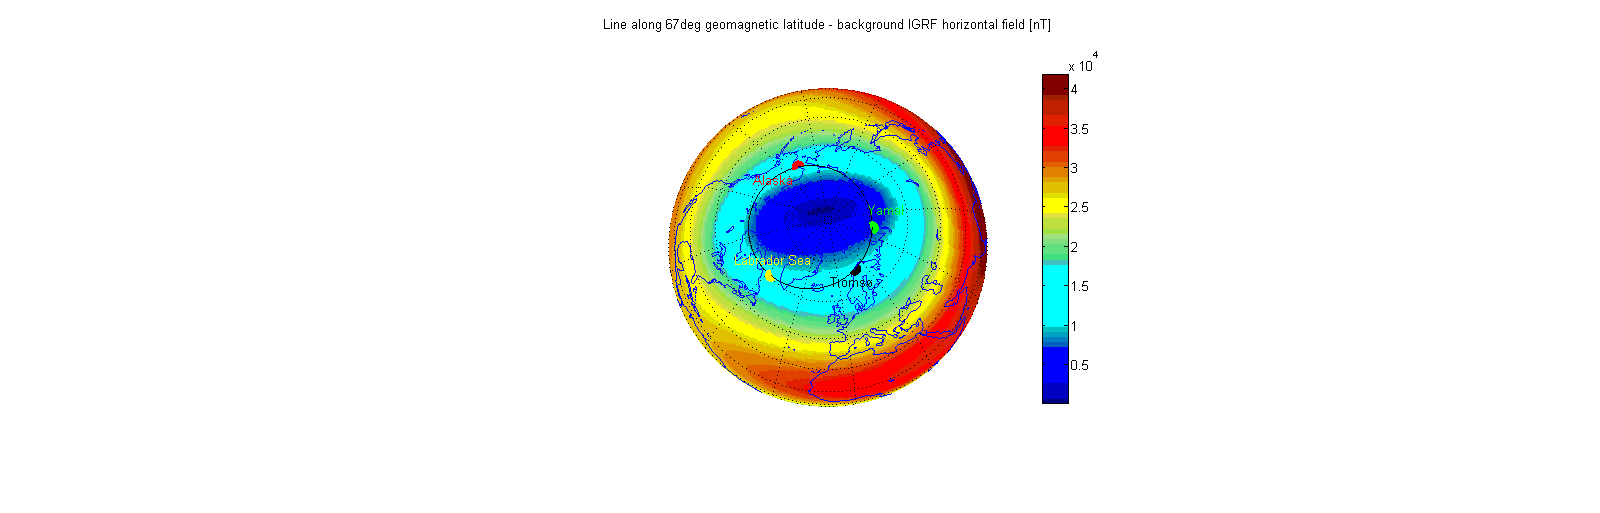 Line along 67deg geomagnetic latitude - background IGRF horizontal field [nT]
x 10^4
4
3.5
3
2.5
2
1.5
1
0.5
Alaska
Yamal
Labrador Sea
Tromsø